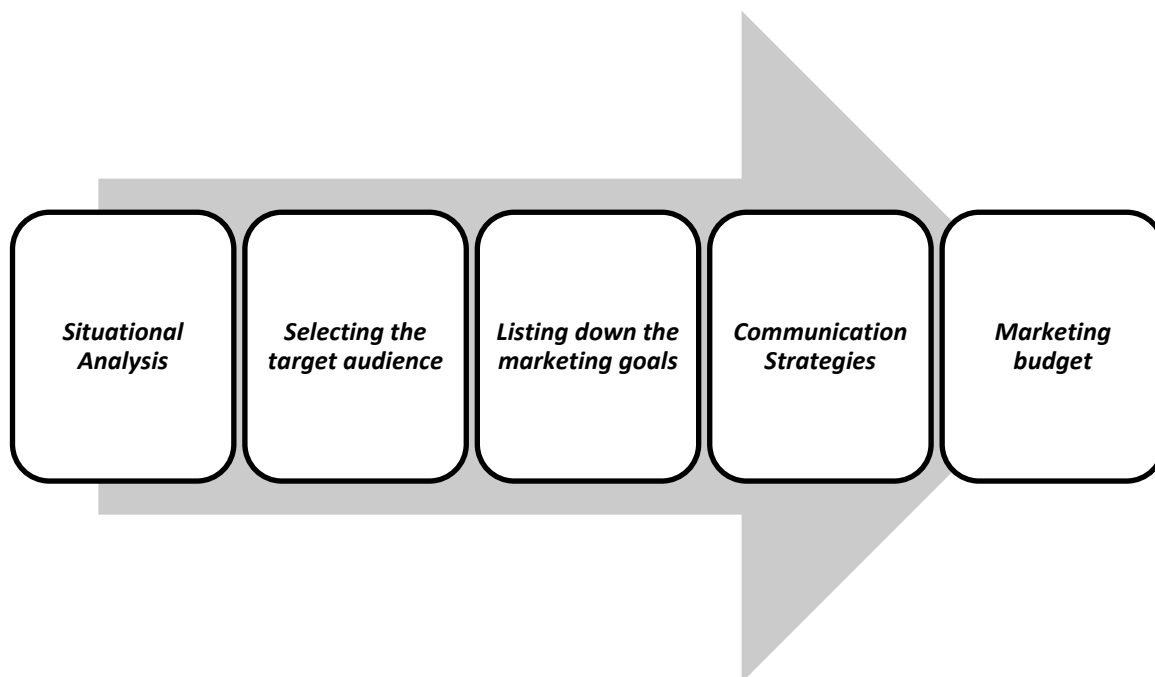 Situational
Analysis
Selecting the
target audience
Listing down the
marketing goals
Communication
Strategies
Marketing
budget